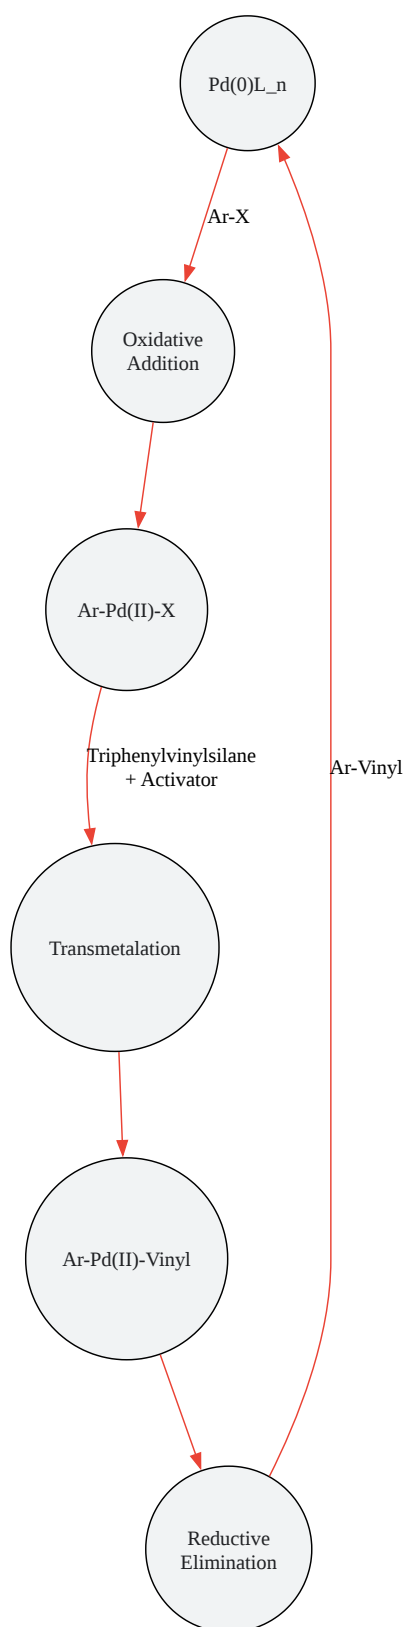 Pd(0)L_n
Ar-X
Oxidative
Addition
Ar-Pd(II)-X
Triphenylvinylsilane
+ Activator
Ar-Vinyl
Transmetalation
Ar-Pd(II)-Vinyl
Reductive
Elimination